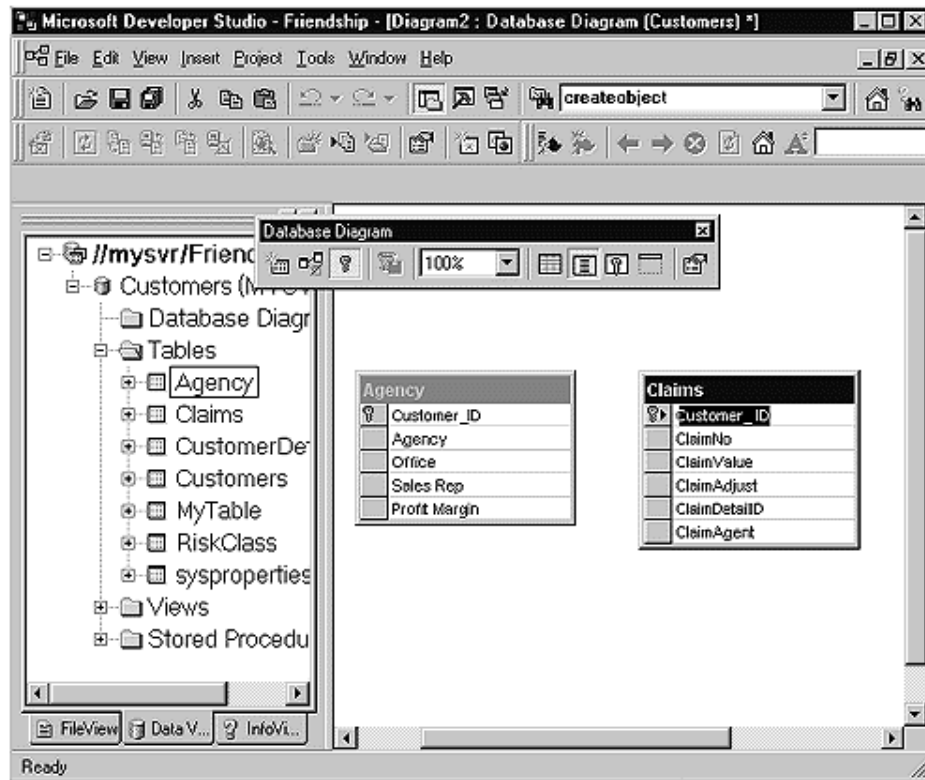 Microsoft Developer Studio - Friendship - [Diagram2 : Database Diagram (Customers) *]
File Edit View Insert Project Tools Window Help
createobject
Database Diagram
100%
//mysvr/Frien
Customers (M
Database Diagr
Tables
Agency
Claims
CustomerDe
Customers
MyTable
RiskClass
sysproperties
Views
Stored Procedu
Agency
Customer_ID
Agency
Office
Sales Rep
Profit Margin
Claims
Customer_ID
ClaimNo
ClaimValue
ClaimAdjust
ClaimDetailID
ClaimAgent
FileView
Data V...
InfoVi...
Ready